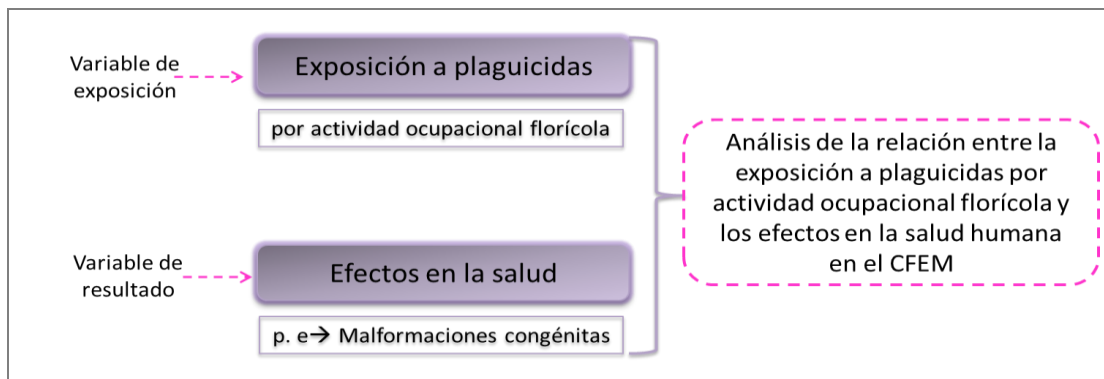 Variable de
exposición
Exposición a plaguicidas
por actividad ocupacional florícola
Variable de
resultado
Efectos en la salud
p. e→ Malformaciones congénitas
Análisis de la relación entre la
exposición a plaguicidas por
actividad ocupacional florícola y
los efectos en la salud humana
en el CFEM